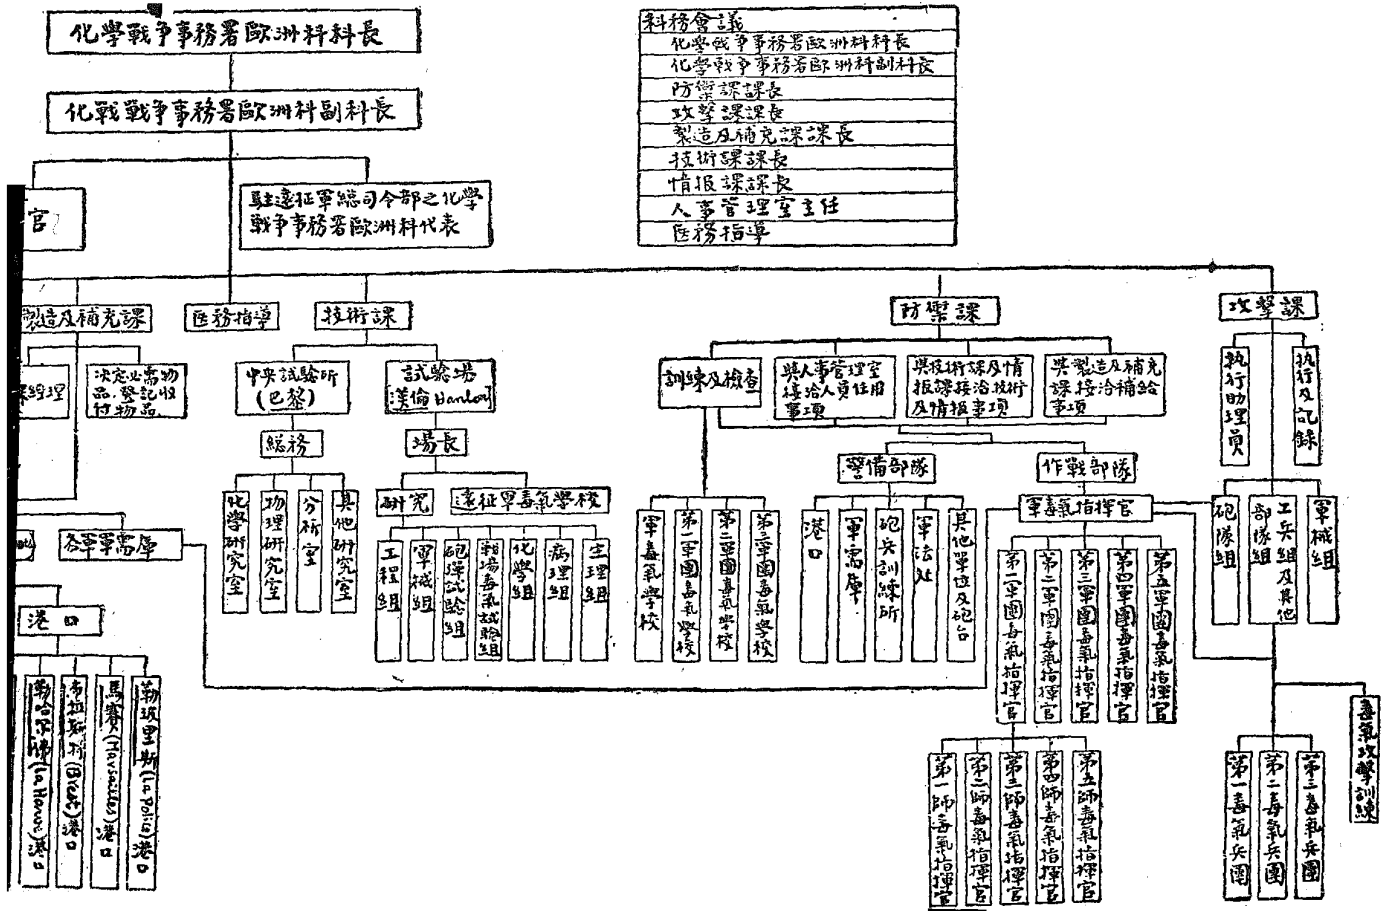 化學戰爭事務署歐洲科科長
化戰戰爭事務署歐洲科副科長
科務會議
化學戰爭事務署歐洲科科長
化學戰爭事務署歐洲科副科長
防禦課課長
攻擊課課長
製造及補充課課長
技術課課長
情报課課長
人事管理室主任
医務指導
官
駐遠征軍総司令部之化學
戰爭事務署歐洲科代表
製造及補充課
医務指導
技術課
防禦課
攻擊課
経理
決定必需物
品,登記收
付物品
中央試驗所
(巴黎)
試驗場
(漢倫 Hanlon)
訓練及檢查
與人事管理室
接洽人員任用
事項
與技術課及情
报課接洽技術
及情報事項
與製造及補充
課接洽補給
事項
执行助理員
执行及記錄
総務
場長
警備部隊
作戰部隊
化學研究室
物理研究室
分析室
其他研究室
研究
遠征軍毒氣學校
工程組
軍械組
砲彈試驗組
戰場毒氣試驗組
化學組
病理組
生理組
軍毒氣學校
第一軍團毒氣學校
第二軍團毒氣學校
第三軍團毒氣學校
港口
軍需庫
砲兵訓練所
軍法处
其他單位及砲台
軍毒氣指揮官
第二軍團毒氣指揮官
第三軍團毒氣指揮官
第四軍團毒氣指揮官
第五軍團毒氣指揮官
砲隊組
工兵組及其他
部隊組
軍械組
各軍軍需庫
港口
勒哈尔佛(La Havre)港口
布拉斯特(Brest)港口
馬賽(Marsailles)港口
勒坡里斯(La Police)港口
第一師毒氣指揮官
第二師毒氣指揮官
第三師毒氣指揮官
第四師毒氣指揮官
第五師毒氣指揮官
第一毒氣兵團
第二毒氣兵團
第三毒氣兵團
毒氣攻擊訓練